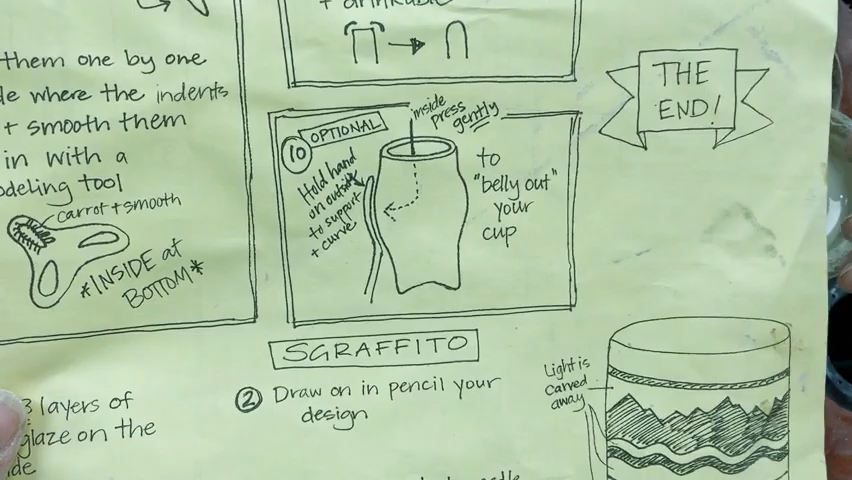 + drinkable
them one by one
de where the indents
+ smooth them
in with a
odeling tool
carrot + smooth
*INSIDE at
BOTTOM*
10 OPTIONAL
inside
press
gently
Hold hand
on outside
to support
+ curve
to
"belly out"
your
cup
THE
END!
SGRAFFITO
3 layers of
glaze on the
ide
2 Draw on in pencil your
design
Light is
carved
away